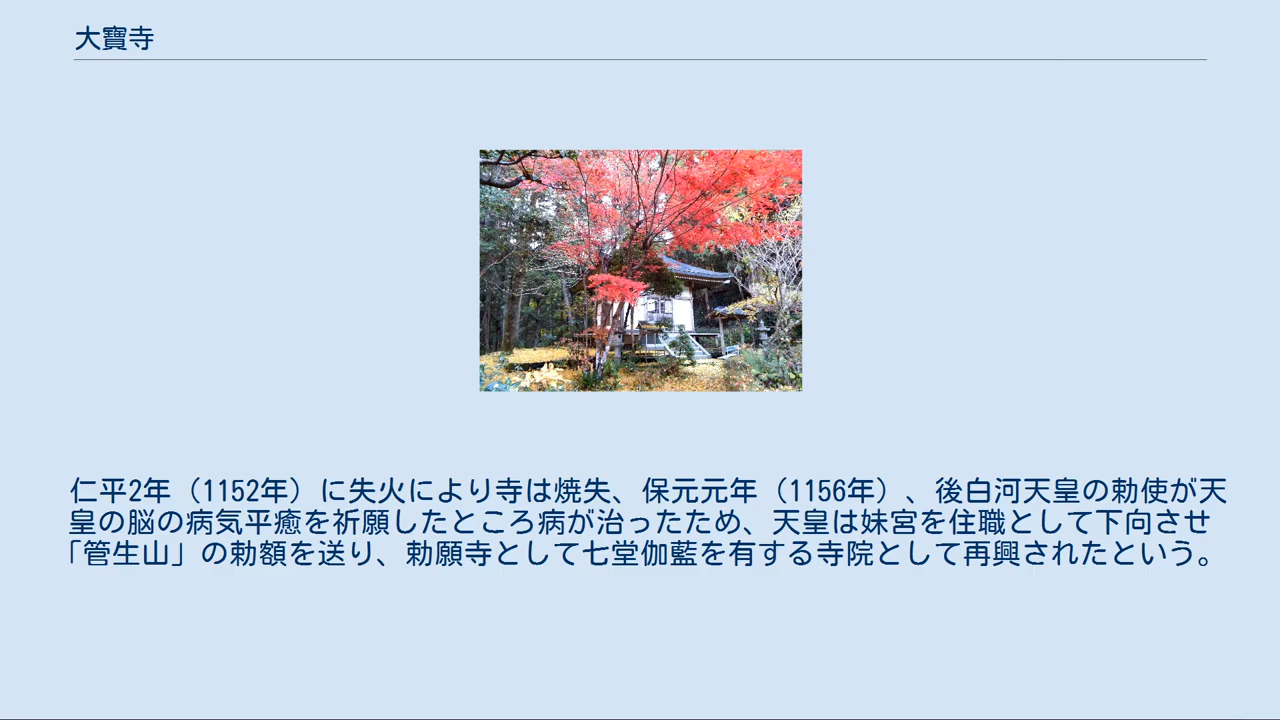 大寶寺
仁平2年（1152年）に失火により寺は焼失、保元元年（1156年）、後白河天皇の勅使が天
皇の脳の病気平癒を祈願したところ病が治ったため、天皇は妹宮を住職として下向させ
「管生山」の勅額を送り、勅願寺として七堂伽藍を有する寺院として再興されたという。